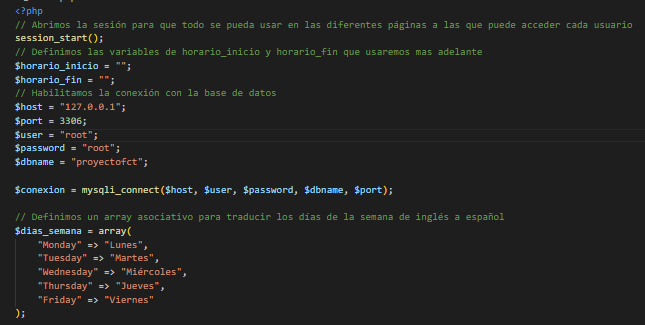 <?php
// Abrimos la sesión para que todo se pueda usar en las diferentes páginas a las que puede acceder cada usuario
session_start();
// Definimos las variables de horario_inicio y horario_fin que usaremos mas adelante
$horario_inicio = "";
$horario_fin = "";
// Habilitamos la conexión con la base de datos
$host = "127.0.0.1";
$port = 3306;
$user = "root";
$password = "root";
$dbname = "proyectofct";
$conexion = mysqli_connect($host, $user, $password, $dbname, $port);
// Definimos un array asociativo para traducir los días de la semana de inglés a español
$dias_semana = array(
"Monday" => "Lunes",
"Tuesday" => "Martes",
"Wednesday" => "Miércoles",
"Thursday" => "Jueves",
"Friday" => "Viernes"
);